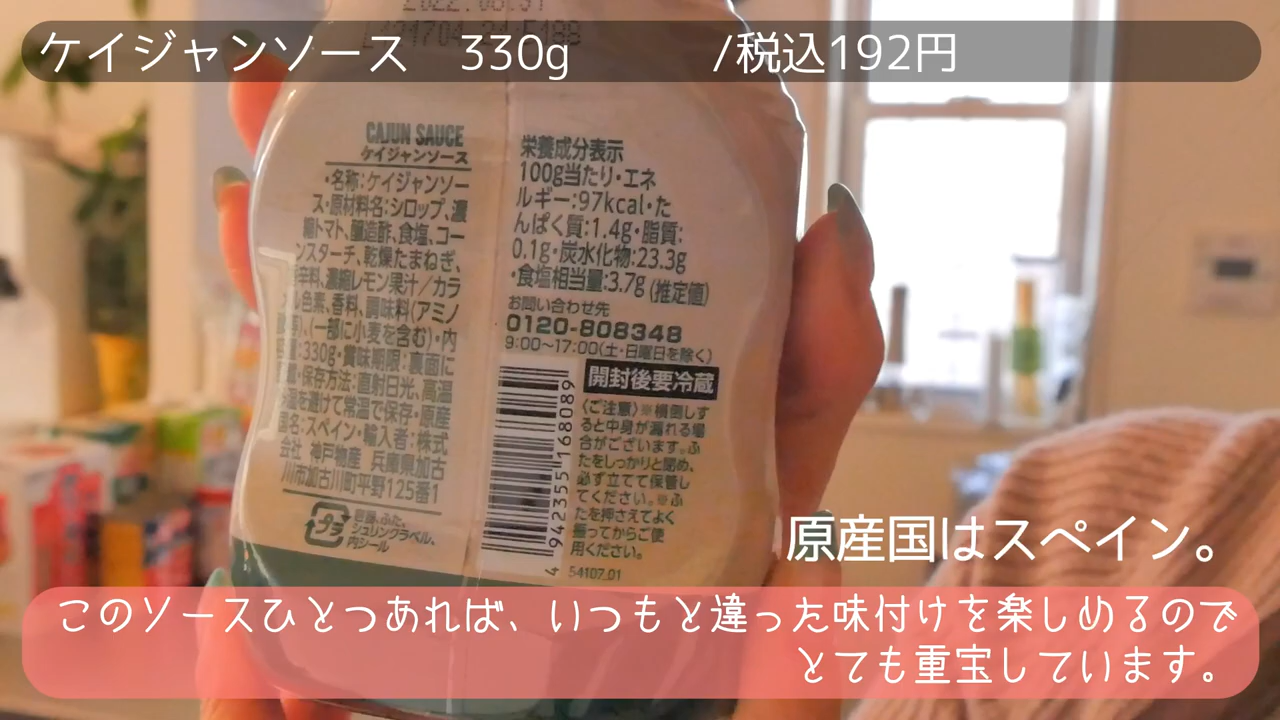 ケイジャンソース 330g /税込192円
CAJUN SAUCE
ケイジャンソース
・名称:ケイジャンソー
ス・原材料名:シロップ、濃
縮トマト、醸造酢、食塩、コー
ンスターチ、乾燥たまねぎ、
辛料、濃縮レモン果汁/カラ
ル色素、香料、調味料(アミノ
等)、(一部に小麦を含む)・内
量:330g・賞味期限:裏面に
・保存方法:直射日光、高温
を避けて常温で保存・原産
国名:スペイン・輸入者:株式
会社 神戸物産 兵庫県加古
川市加古川町平野125番1
プラ
容器、ふた、
シュリンクラベル、
内シール
栄養成分表示
100g当たり・エネ
ルギー:97kcal・た
んぱく質:1.4g・脂質:
0.1g・炭水化物:23.3g
・食塩相当量:3.7g(推定値)
お問い合わせ先
0120-808348
9:00~17:00(土・日曜日を除く)
開封後要冷蔵
4 942355 168089
〈ご注意〉※横倒しす
ると中身が漏れる場
合がございます。ふ
たをしっかりと閉め、
必ず立てて保管し
てください。※ふ
たを押さえてよく
振ってからご使
用ください。
54107.01
原産国はスペイン。
このソースひとつあれば、いつもと違った味付けを楽しめるので
とても重宝しています。